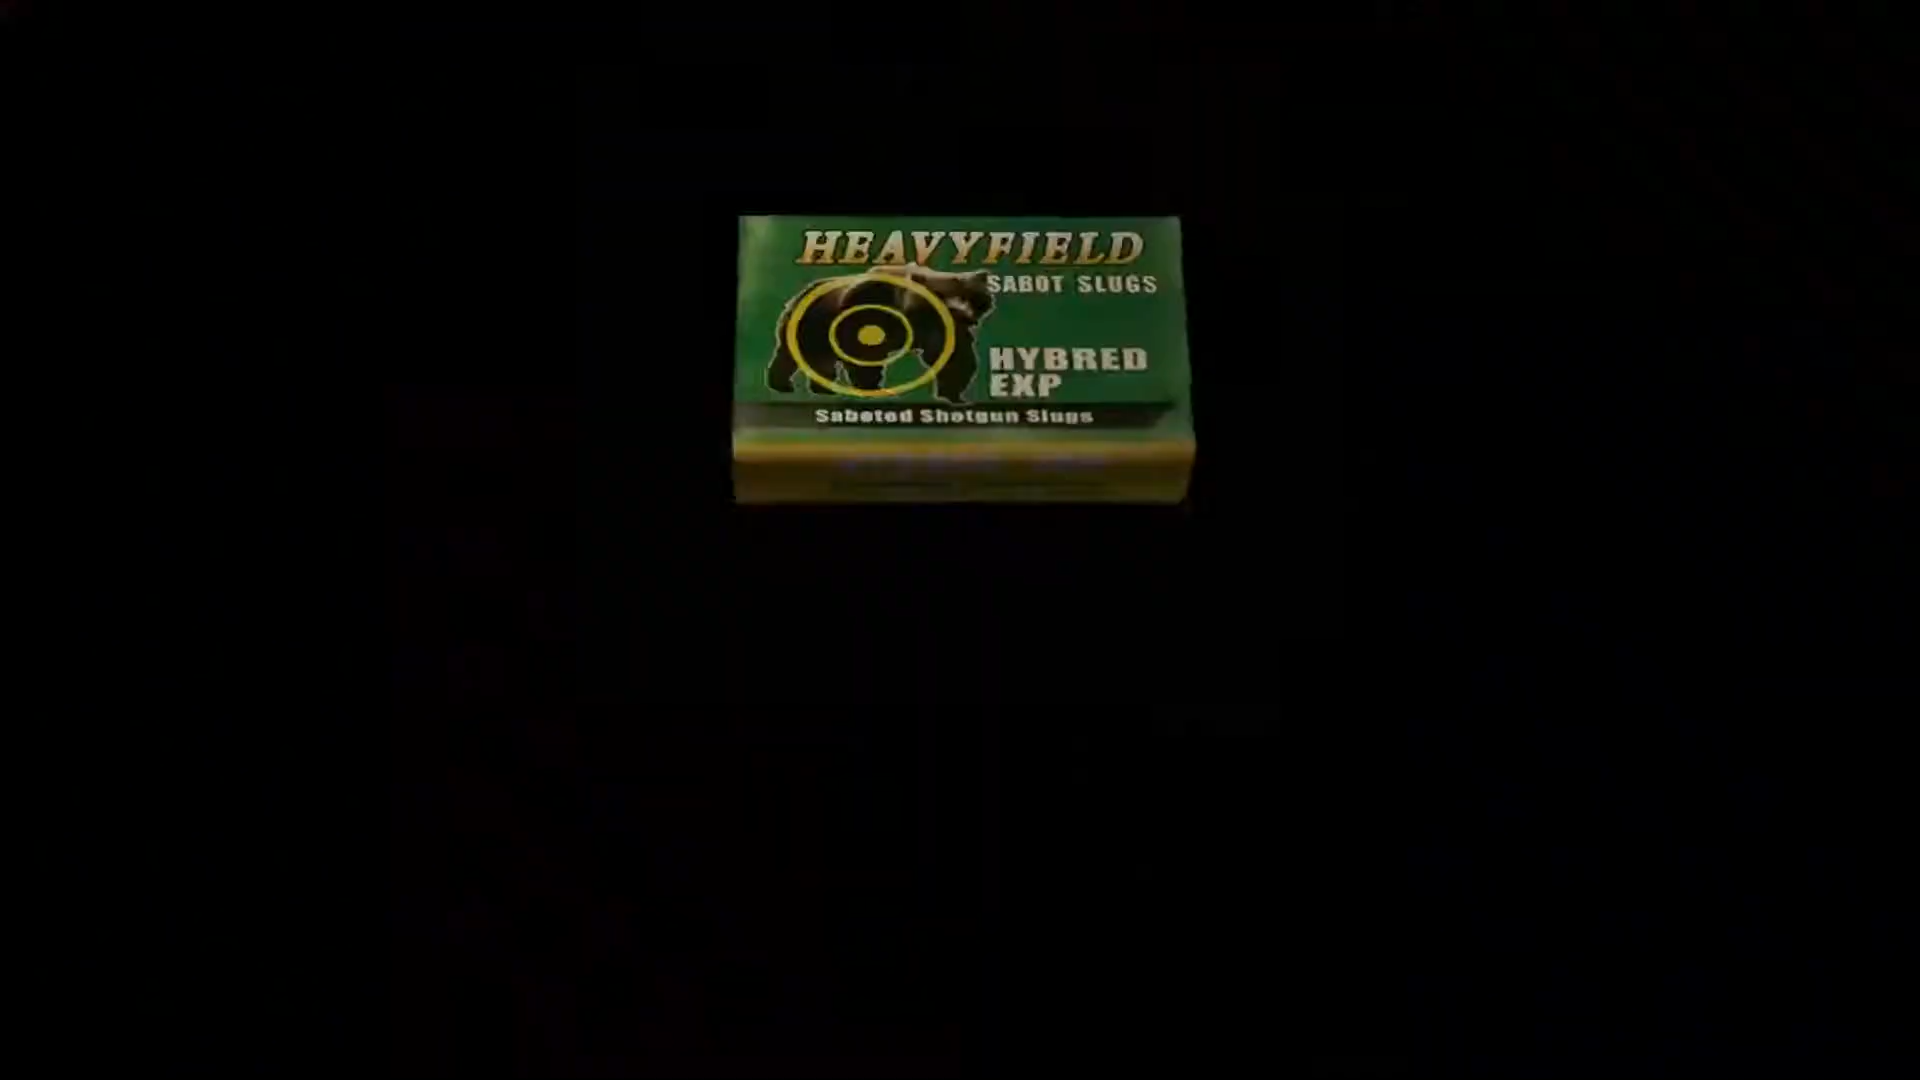 HEAVYFIELD
SABOT SLUGS
HYBRED
EXP
Saboted Shotgun Slugs